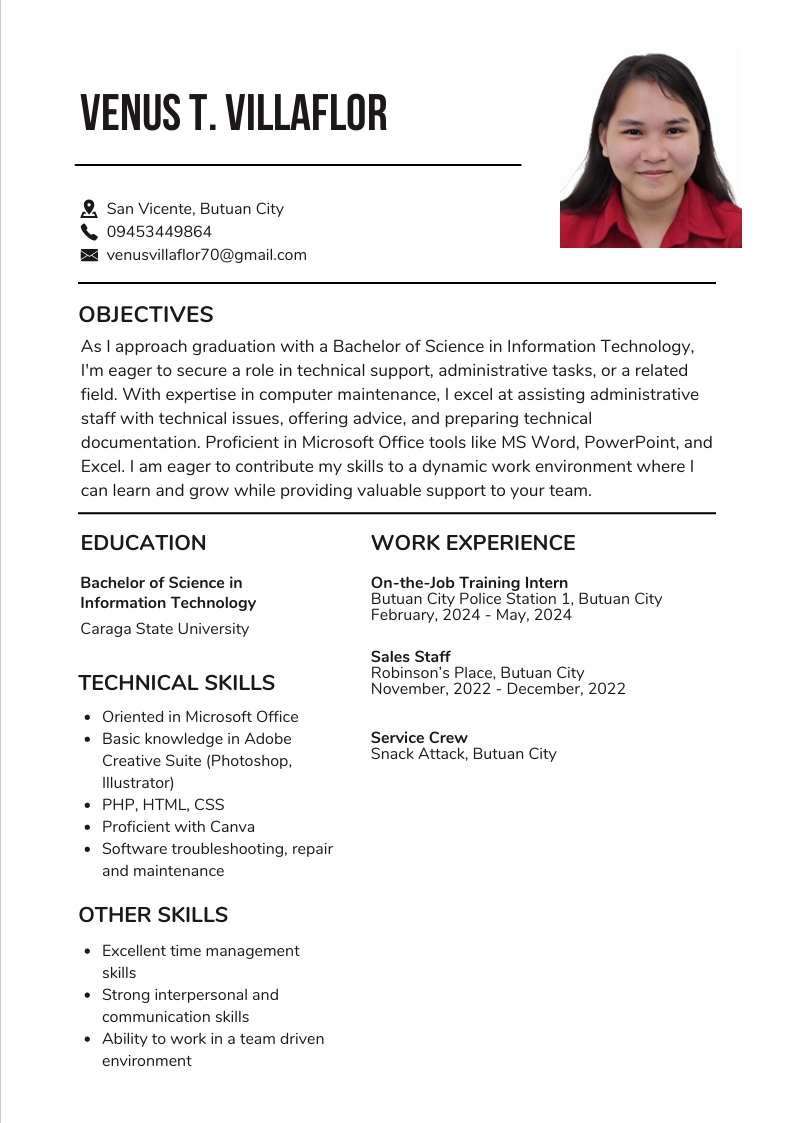 VENUS T. VILLAFLOR
San Vicente, Butuan City
09453449864
venusvillaflor70@gmail.com
OBJECTIVES
As I approach graduation with a Bachelor of Science in Information Technology,
I'm eager to secure a role in technical support, administrative tasks, or a related
field. With expertise in computer maintenance, I excel at assisting administrative
staff with technical issues, offering advice, and preparing technical
documentation. Proficient in Microsoft Office tools like MS Word, PowerPoint, and
Excel. I am eager to contribute my skills to a dynamic work environment where I
can learn and grow while providing valuable support to your team.
EDUCATION
Bachelor of Science in
Information Technology
Caraga State University
TECHNICAL SKILLS
• Oriented in Microsoft Office
• Basic knowledge in Adobe
Creative Suite (Photoshop,
Illustrator)
• PHP, HTML, CSS
• Proficient with Canva
• Software troubleshooting, repair
and maintenance
OTHER SKILLS
• Excellent time management
skills
• Strong interpersonal and
communication skills
• Ability to work in a team driven
environment
WORK EXPERIENCE
On-the-Job Training Intern
Butuan City Police Station 1, Butuan City
February, 2024 - May, 2024
Sales Staff
Robinson's Place, Butuan City
November, 2022 - December, 2022
Service Crew
Snack Attack, Butuan City